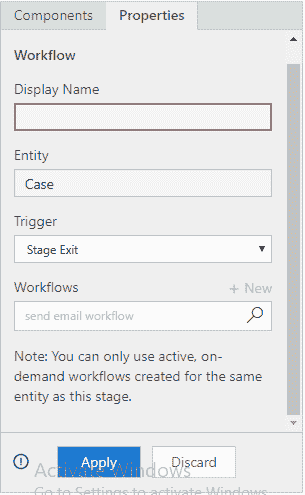 Components Properties
Workflow
Display Name
Entity
Case
Trigger
Stage Exit
Workflows + New
send email workflow
Note: You can only use active, on-
demand workflows created for the same
entity as this stage.
Activate Windows
Apply Discard
Go to Settings to activate Windows